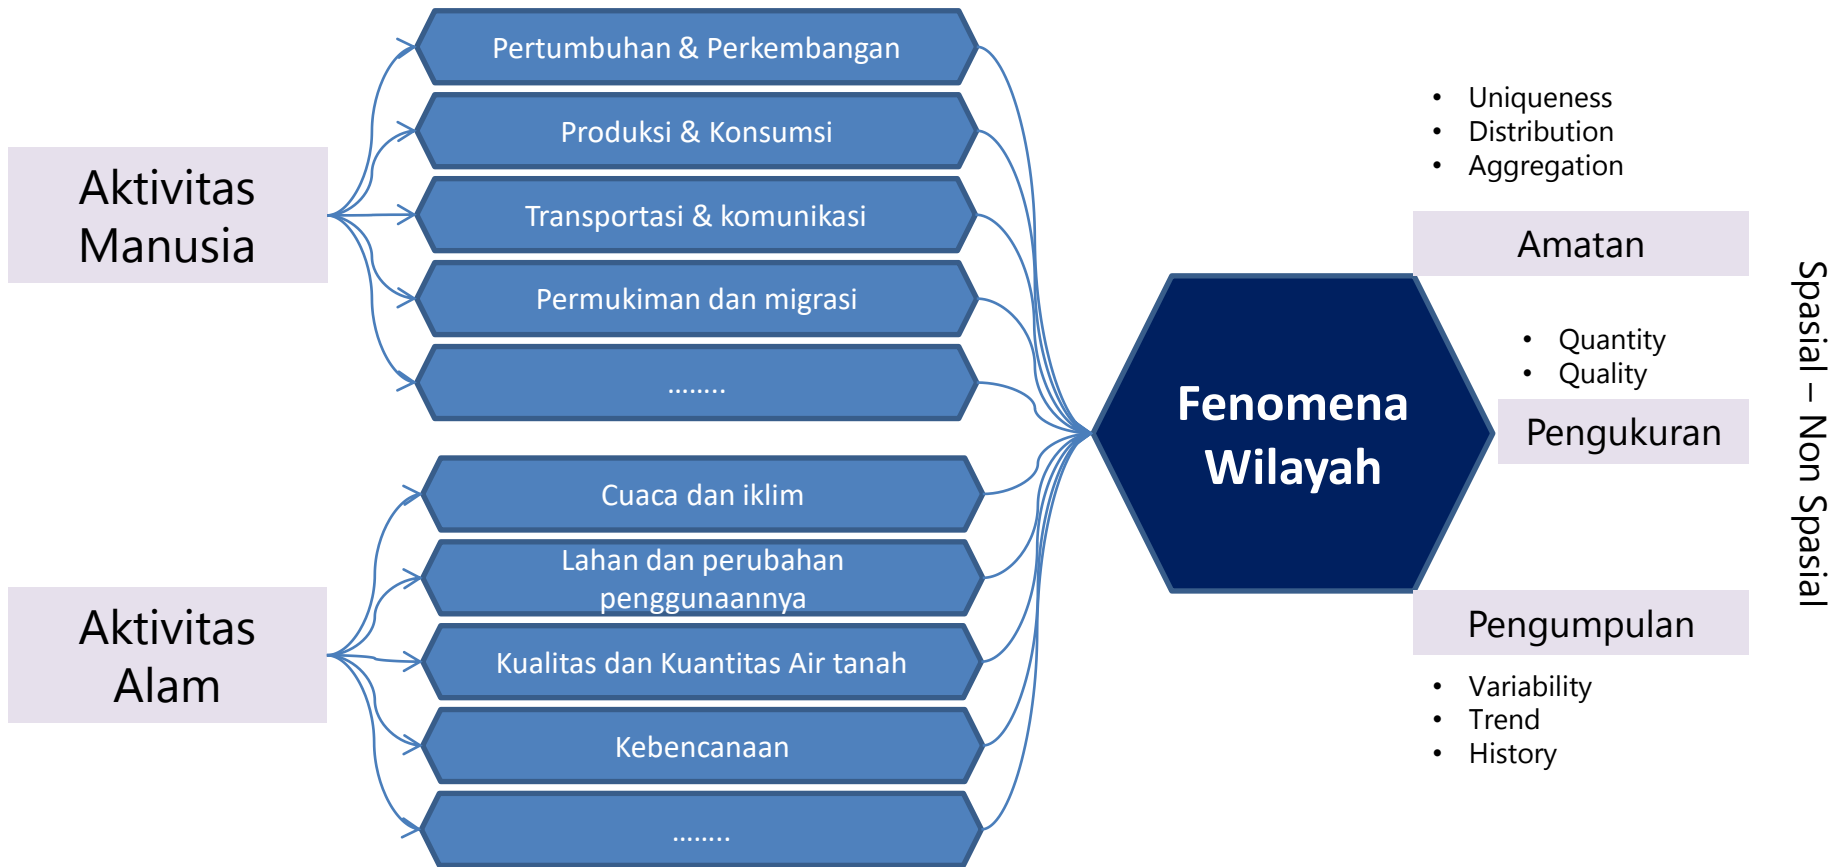 Aktivitas
Manusia
Pertumbuhan & Perkembangan
Produksi & Konsumsi
Transportasi & komunikasi
Permukiman dan migrasi
........
Aktivitas
Alam
Cuaca dan iklim
Lahan dan perubahan
penggunaannya
Kualitas dan Kuantitas Air tanah
Kebencanaan
........
Fenomena
Wilayah
• Uniqueness
• Distribution
• Aggregation
Amatan
• Quantity
• Quality
Pengukuran
Pengumpulan
• Variability
• Trend
• History
Spasial – Non Spasial